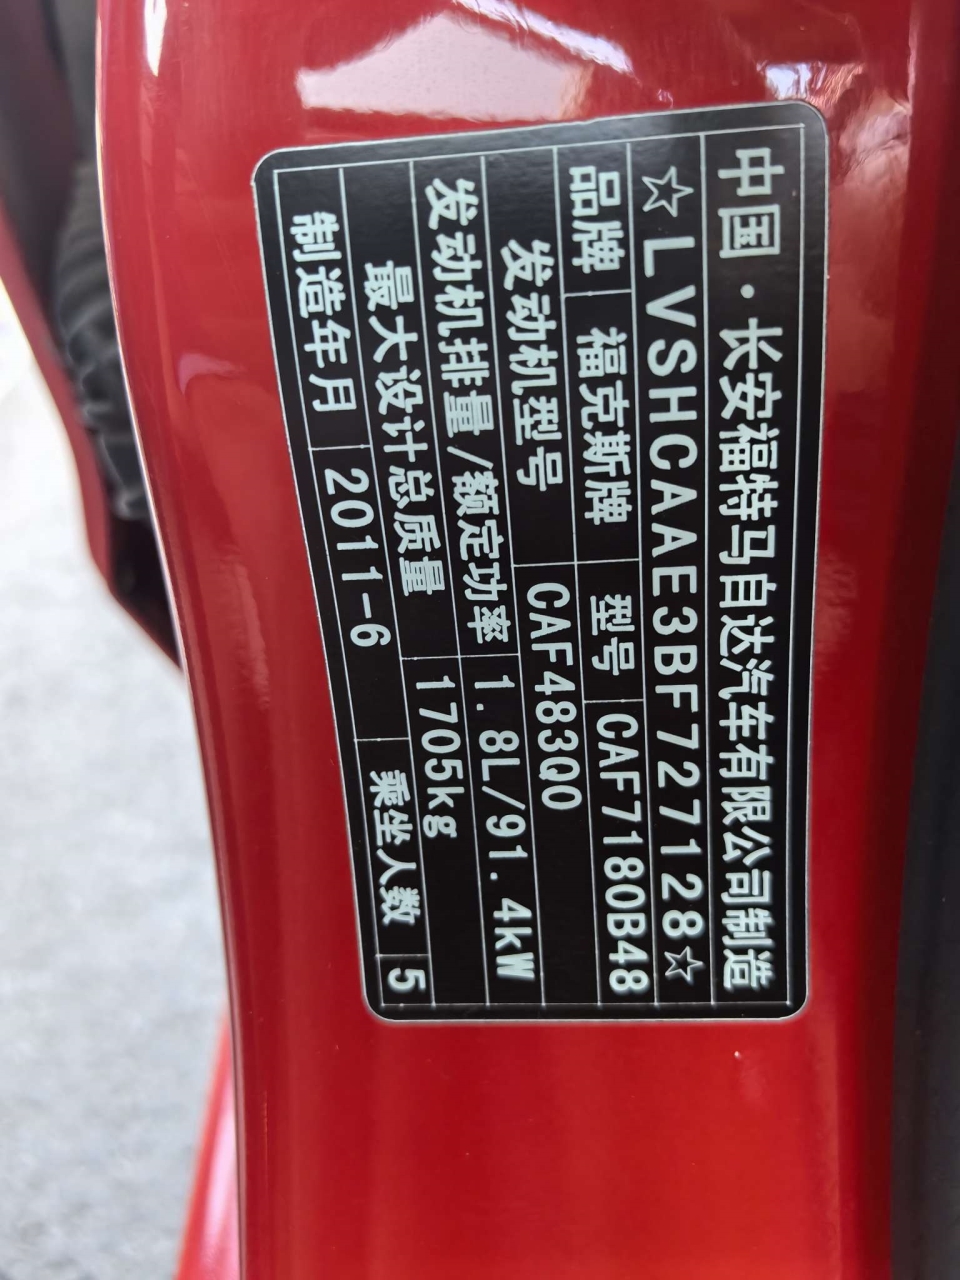 中国·长安福特马自达汽车有限公司制造
☆LVSHCAAE3BF727128☆
品牌 福克斯牌 型号 CAF7180B48
发动机型号 CAF483Q0
发动机排量/额定功率 1.8L/91.4kW
最大设计总质量 1705kg
制造年月 2011-6 乘坐人数 5